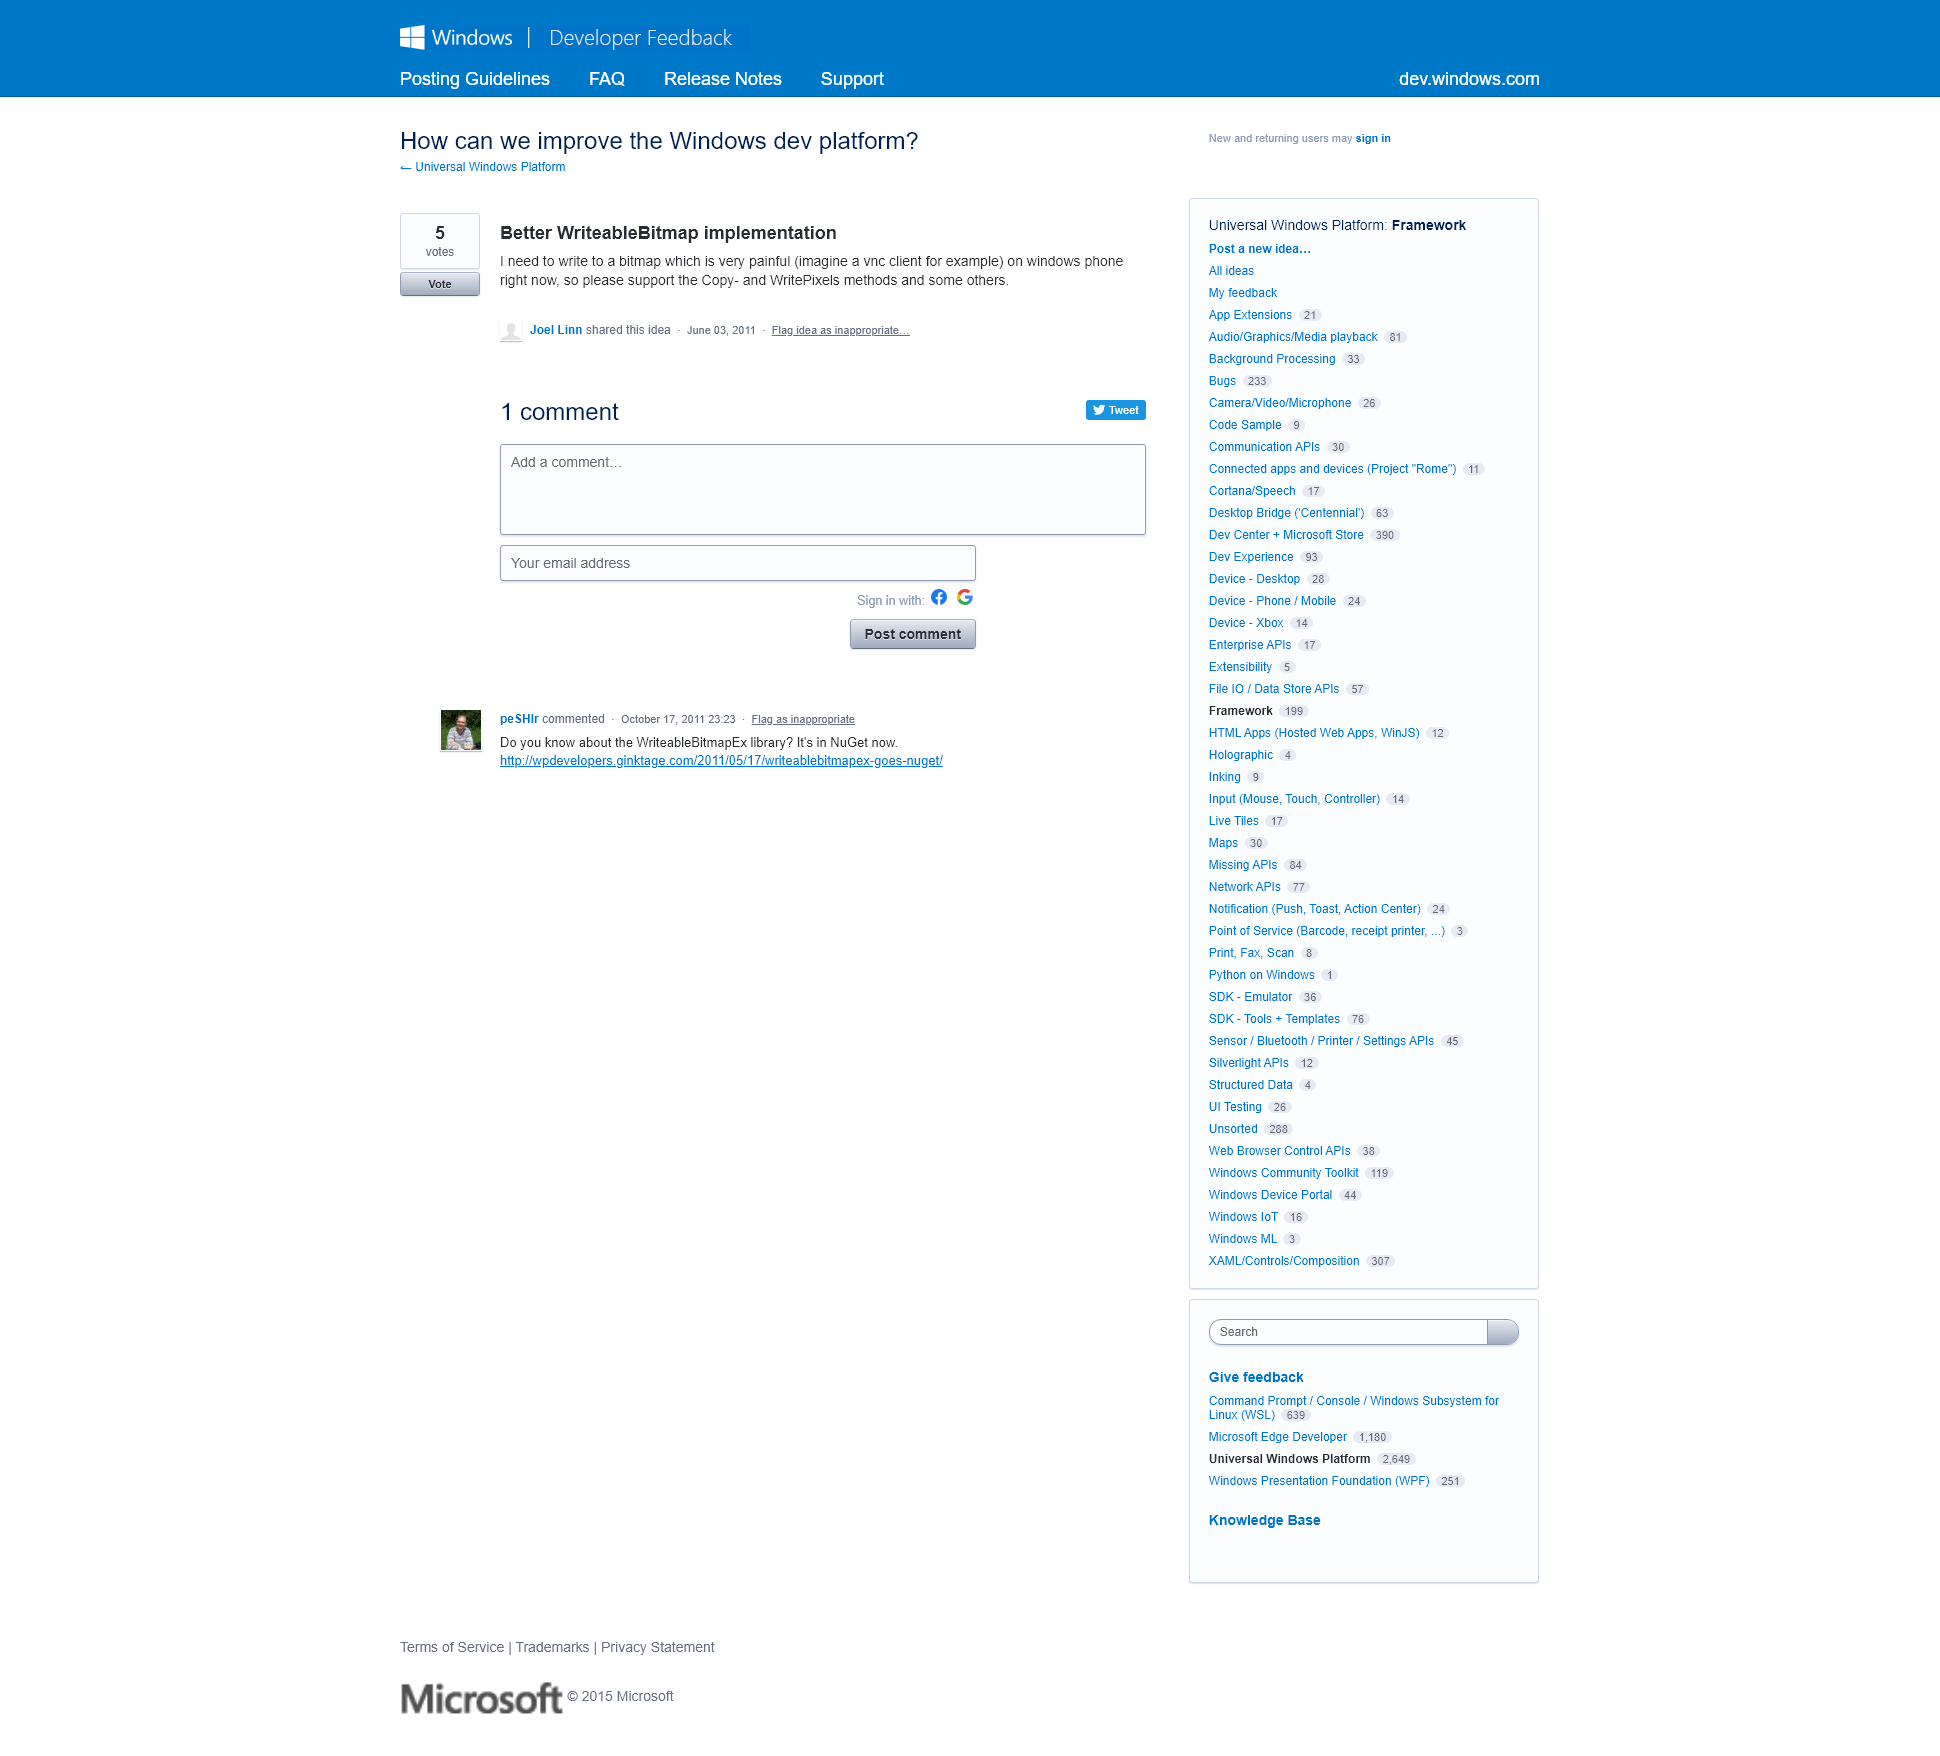 Windows | Developer Feedback
Posting Guidelines FAQ Release Notes Support dev.windows.com
How can we improve the Windows dev platform?
← Universal Windows Platform
New and returning users may sign in
5
votes
Vote
Better WriteableBitmap implementation
I need to write to a bitmap which is very painful (imagine a vnc client for example) on windows phone
right now, so please support the Copy- and WritePixels methods and some others.
Joel Linn shared this idea · June 03, 2011 · Flag idea as inappropriate…
1 comment
Tweet
Add a comment…
Your email address
Sign in with:
Post comment
peSHIr commented · October 17, 2011 23:23 · Flag as inappropriate
Do you know about the WriteableBitmapEx library? It's in NuGet now.
http://wpdevelopers.ginktage.com/2011/05/17/writeablebitmapex-goes-nuget/
Universal Windows Platform: Framework
Post a new idea…
All ideas
My feedback
App Extensions 21
Audio/Graphics/Media playback 81
Background Processing 33
Bugs 233
Camera/Video/Microphone 26
Code Sample 9
Communication APIs 30
Connected apps and devices (Project "Rome") 11
Cortana/Speech 17
Desktop Bridge ('Centennial') 63
Dev Center + Microsoft Store 390
Dev Experience 93
Device - Desktop 28
Device - Phone / Mobile 24
Device - Xbox 14
Enterprise APIs 17
Extensibility 5
File IO / Data Store APIs 57
Framework 199
HTML Apps (Hosted Web Apps, WinJS) 12
Holographic 4
Inking 9
Input (Mouse, Touch, Controller) 14
Live Tiles 17
Maps 30
Missing APIs 84
Network APIs 77
Notification (Push, Toast, Action Center) 24
Point of Service (Barcode, receipt printer, ...) 3
Print, Fax, Scan 8
Python on Windows 1
SDK - Emulator 36
SDK - Tools + Templates 76
Sensor / Bluetooth / Printer / Settings APIs 45
Silverlight APIs 12
Structured Data 4
UI Testing 26
Unsorted 288
Web Browser Control APIs 38
Windows Community Toolkit 119
Windows Device Portal 44
Windows IoT 16
Windows ML 3
XAML/Controls/Composition 307
Search
Give feedback
Command Prompt / Console / Windows Subsystem for
Linux (WSL) 639
Microsoft Edge Developer 1,180
Universal Windows Platform 2,649
Windows Presentation Foundation (WPF) 251
Knowledge Base
Terms of Service | Trademarks | Privacy Statement
Microsoft © 2015 Microsoft